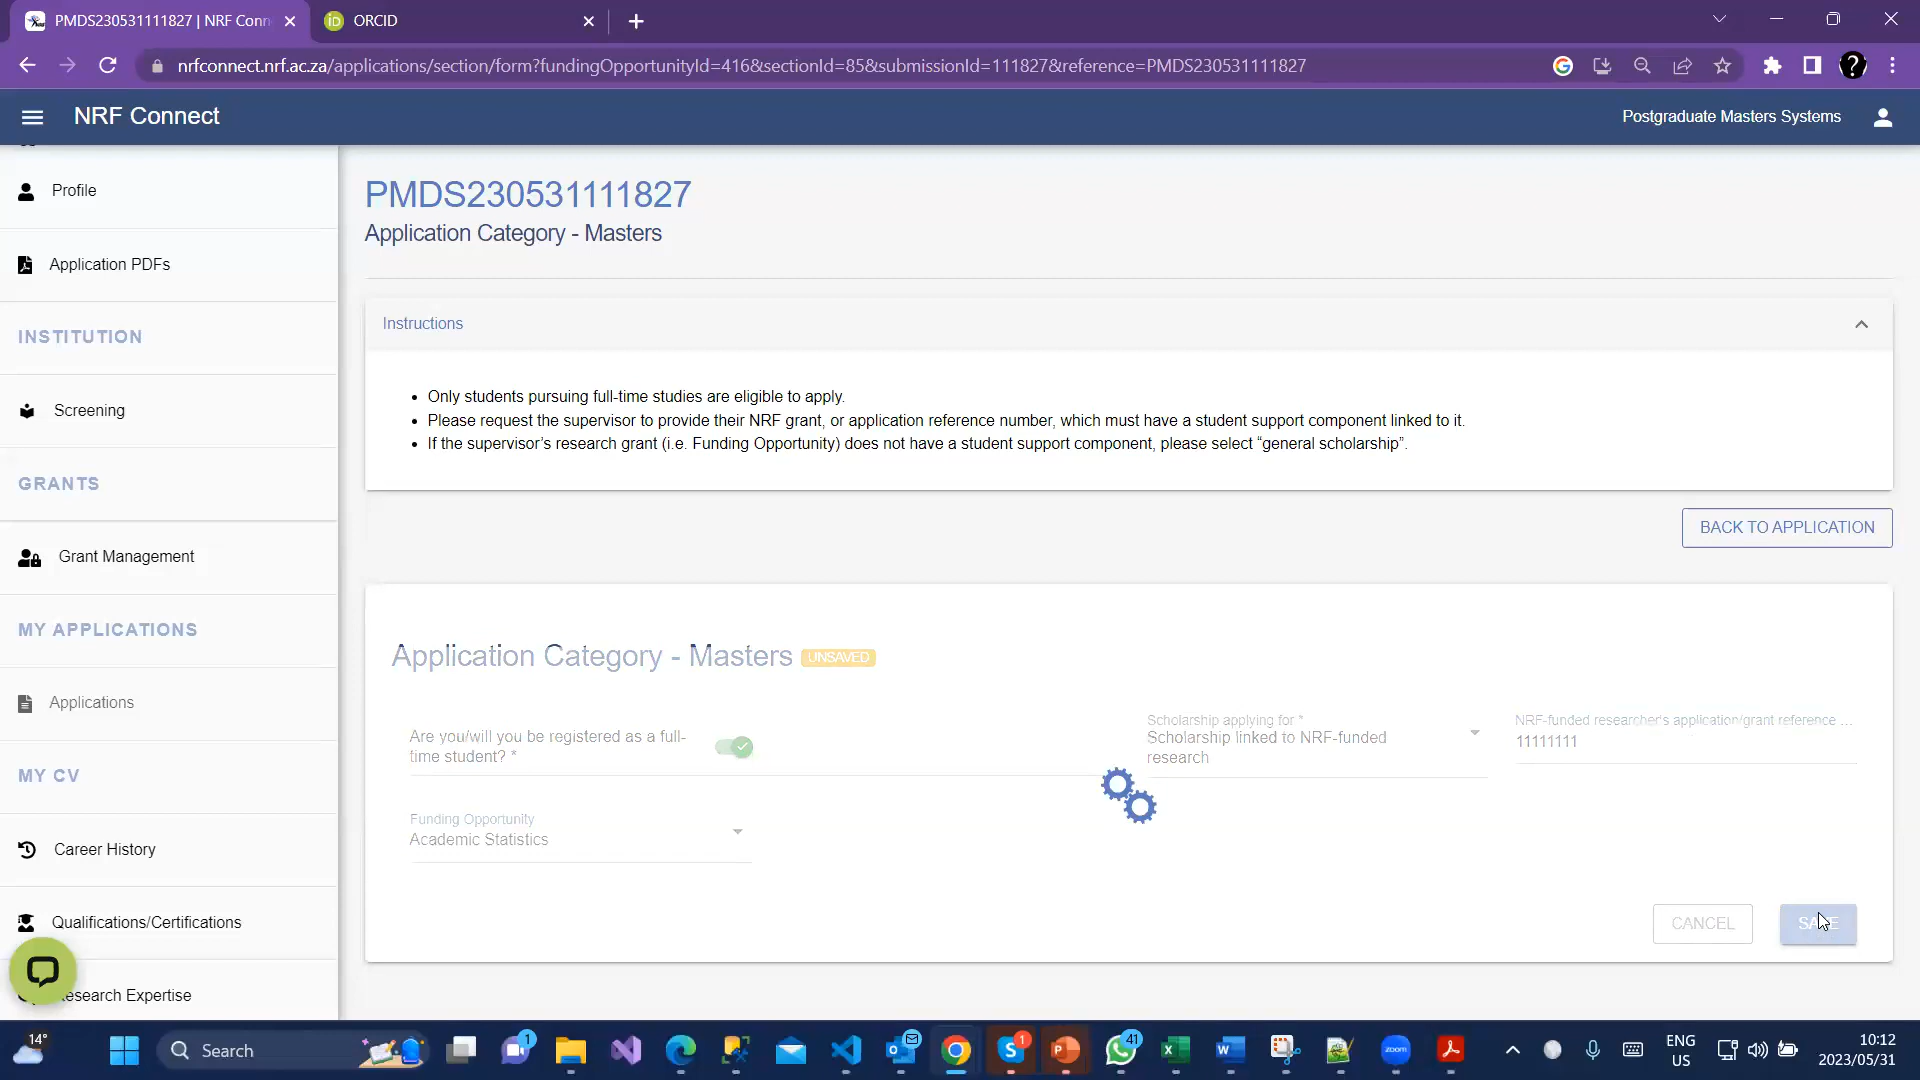 PMDS230531111827 | NRF Conn
ORCID
nrfconnect.nrf.ac.za/applications/section/form?fundingOpportunityId=416&sectionId=85&submissionId=111827&reference=PMDS230531111827
NRF Connect
Postgraduate Masters Systems
Profile
Application PDFs
INSTITUTION
Screening
GRANTS
Grant Management
MY APPLICATIONS
Applications
MY CV
Career History
Qualifications/Certifications
Research Expertise
PMDS230531111827
Application Category - Masters
Instructions
Only students pursuing full-time studies are eligible to apply.
Please request the supervisor to provide their NRF grant, or application reference number, which must have a student support component linked to it.
If the supervisor's research grant (i.e. Funding Opportunity) does not have a student support component, please select “general scholarship”.
BACK TO APPLICATION
Application Category - Masters UNSAVED
Are you/will you be registered as a full-
time student? *
Scholarship applying for *
Scholarship linked to NRF-funded
research
NRF-funded researcher's application/grant reference ...
11111111
Funding Opportunity
Academic Statistics
CANCEL
SAVE
14°
Search
1
1
41
zoom
ENG
US
10:12
2023/05/31